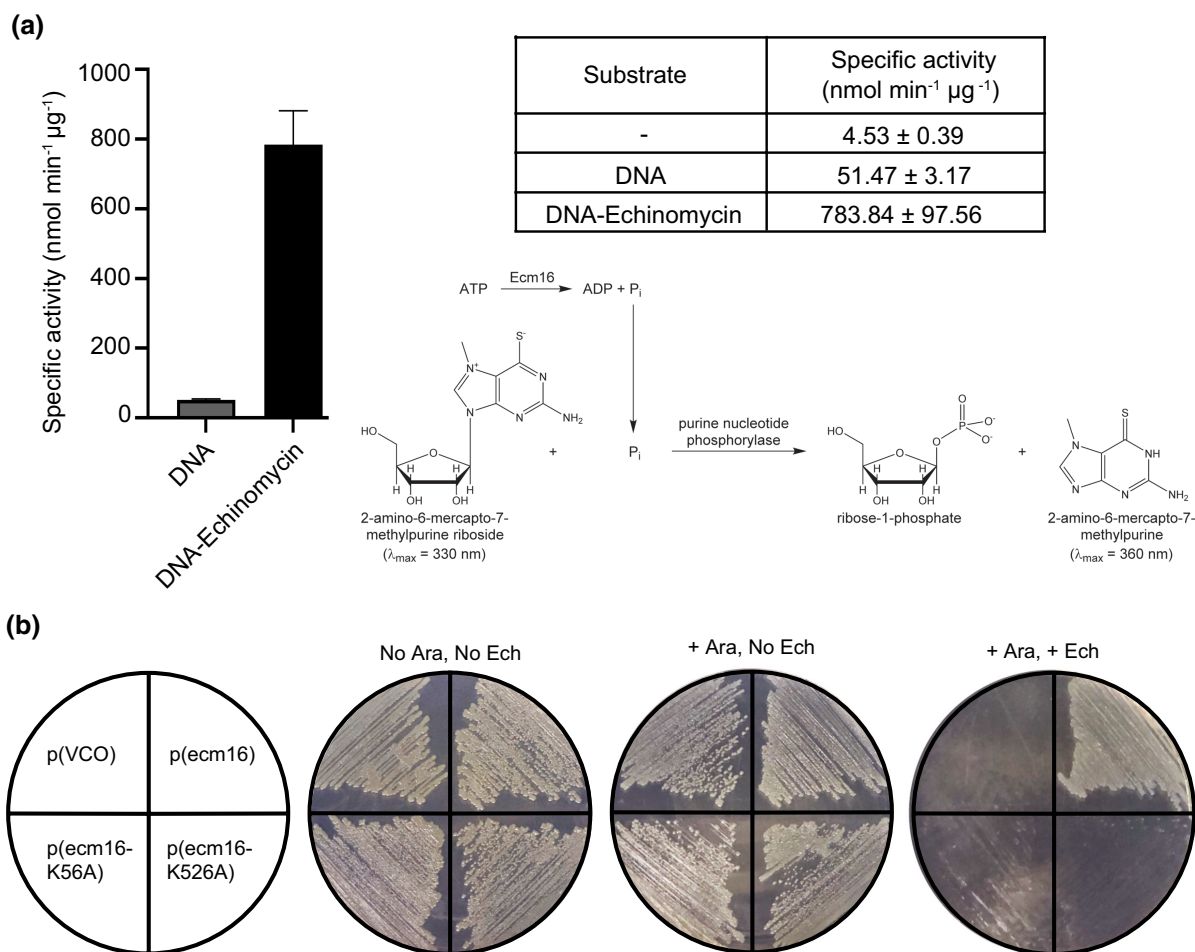 (a)
1000
800
600
400
200
0
Specific activity (nmol min-1 µg-1)
DNA
DNA-Echinomycin
Substrate
Specific activity
(nmol min-1 µg -1)
-
4.53 ± 0.39
DNA
51.47 ± 3.17
DNA-Echinomycin
783.84 ± 97.56
ATP
Ecm16
ADP + Pi
S-
N+
N
N
N
NH2
HO
O
H
H
H
H
OH
OH
2-amino-6-mercapto-7-
methylpurine riboside
(λmax = 330 nm)
+
Pi
purine nucleotide
phosphorylase
O
P
O-
O-
O
HO
O
H
H
H
H
OH
OH
ribose-1-phosphate
+
S
N
NH
N
N
NH2
2-amino-6-mercapto-7-
methylpurine
(λmax = 360 nm)
(b)
p(VCO)
p(ecm16)
p(ecm16-
K56A)
p(ecm16-
K526A)
No Ara, No Ech
+ Ara, No Ech
+ Ara, + Ech